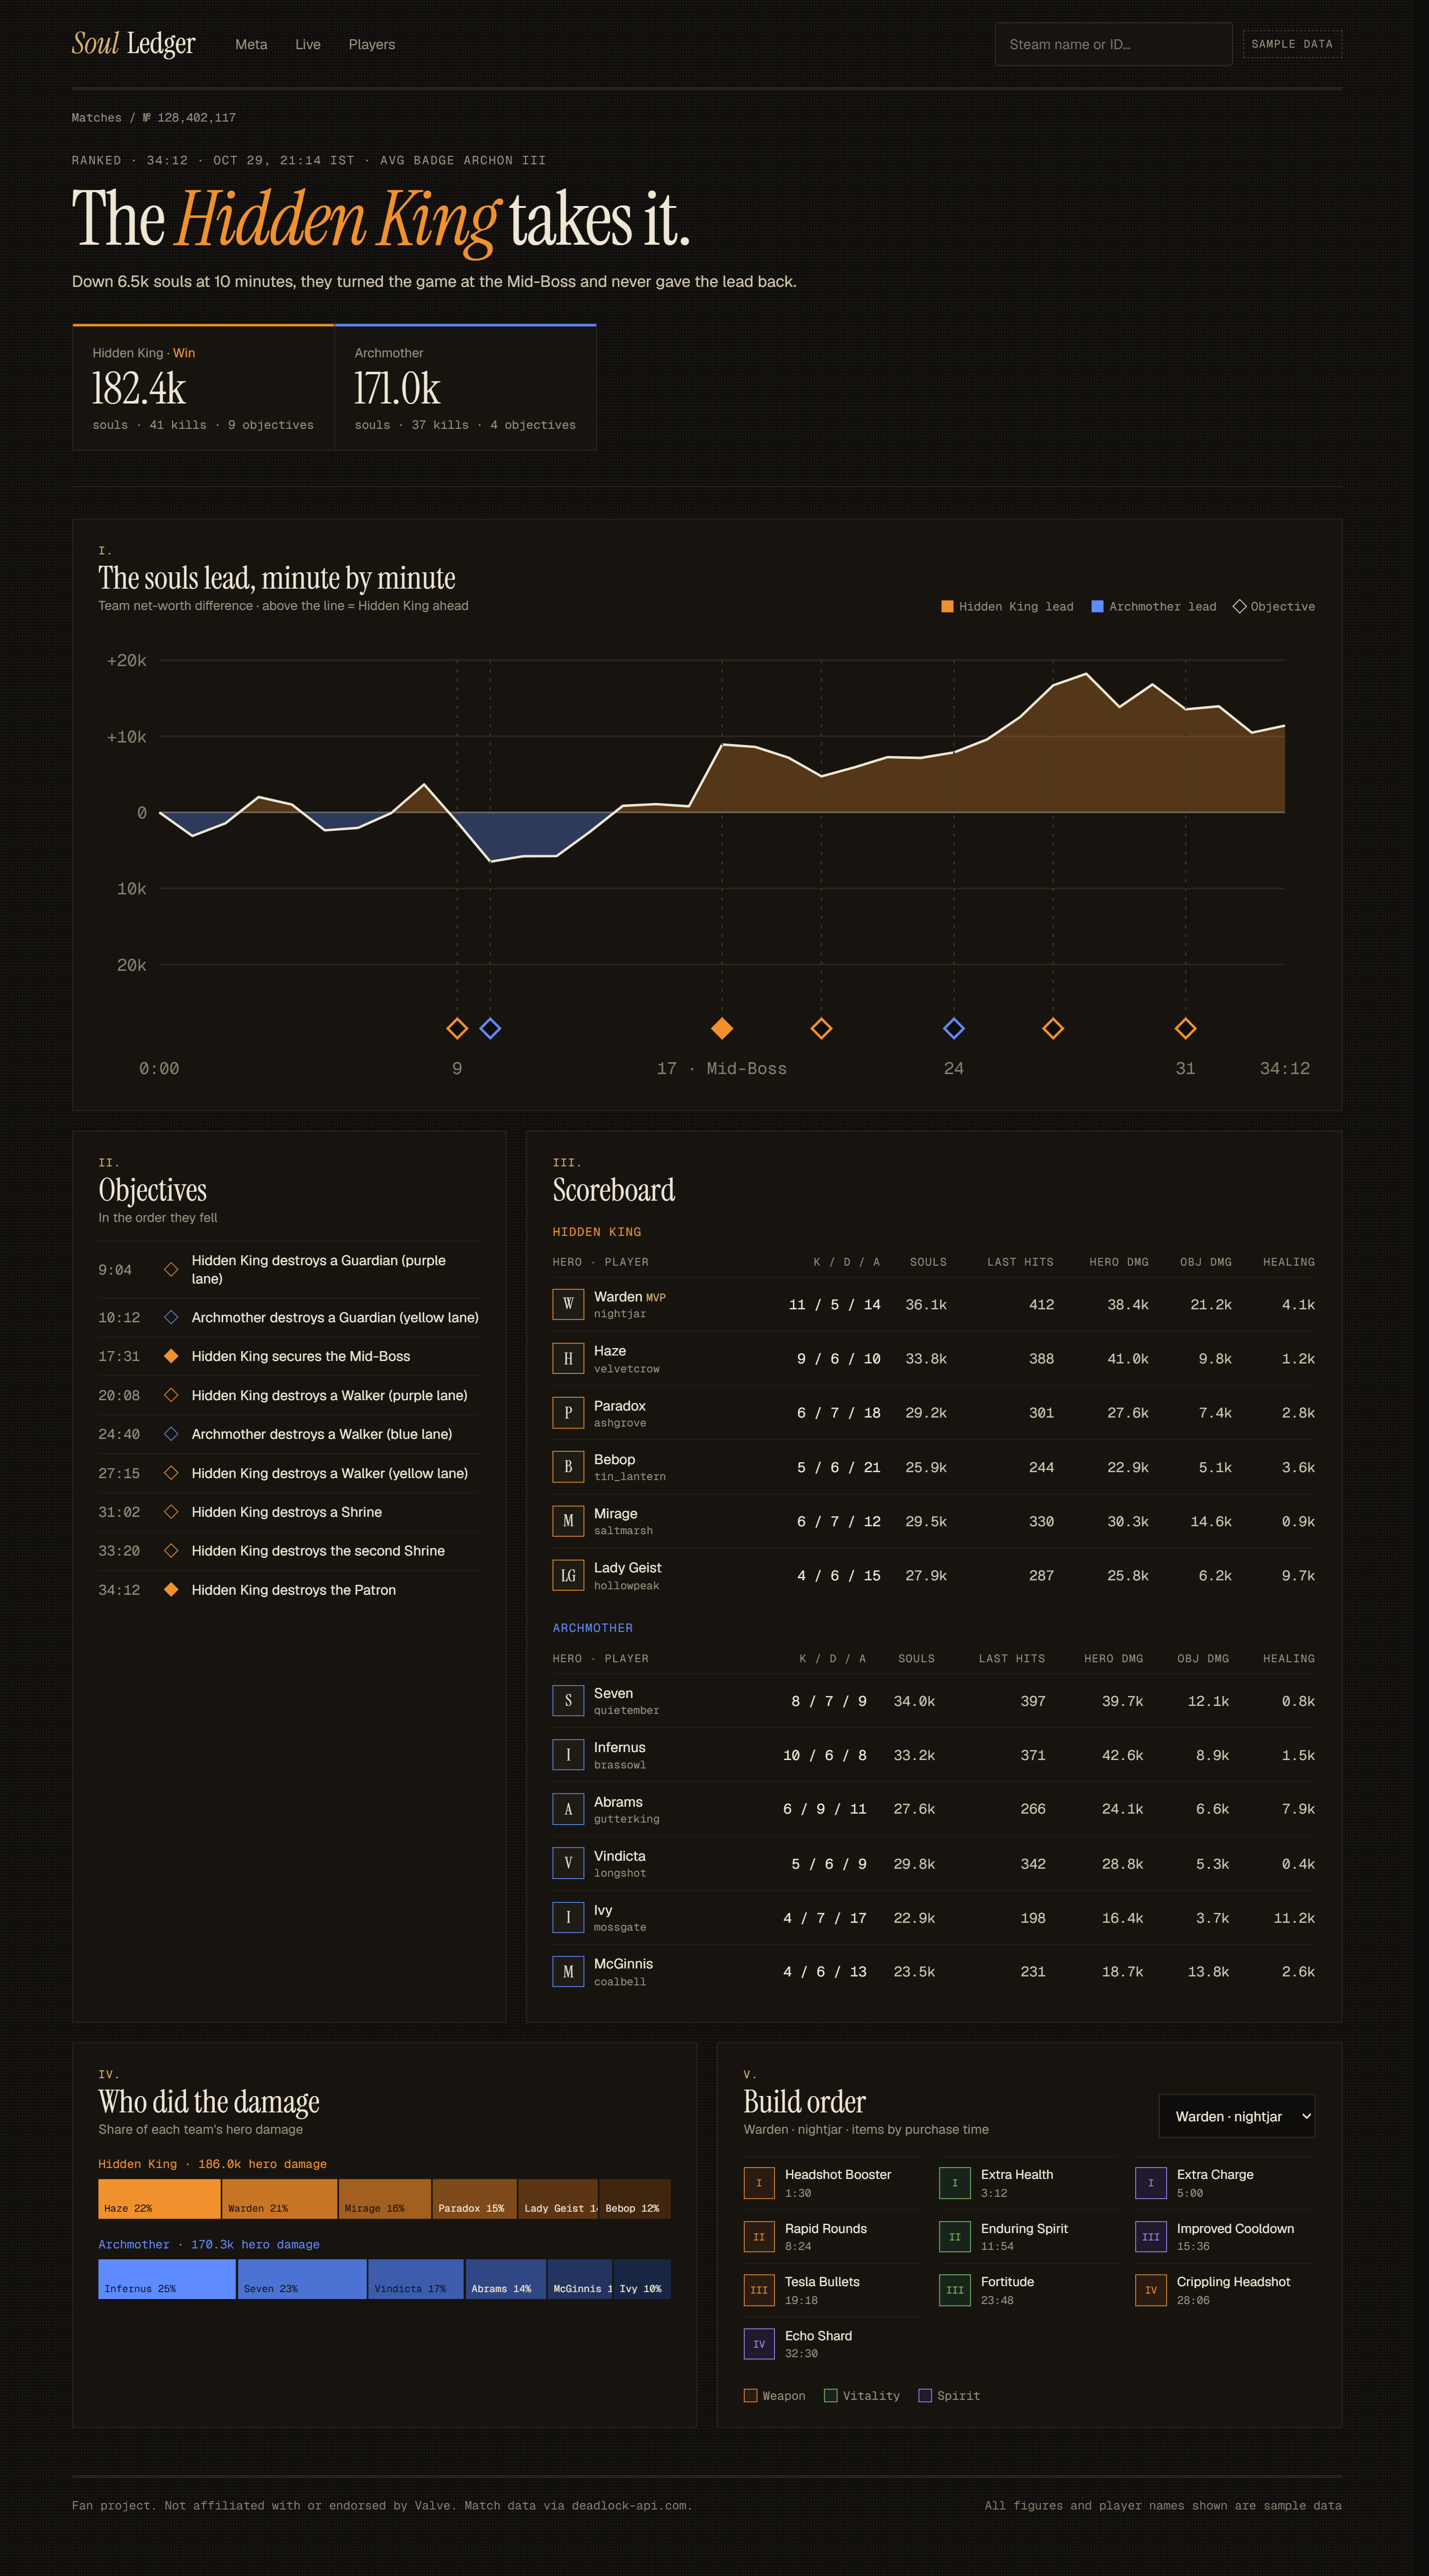 Soul Ledger
Meta
Live
Players
Steam name or ID…
SAMPLE DATA
Matches / № 128,402,117
RANKED · 34:12 · OCT 29, 21:14 IST · AVG BADGE ARCHON III
The Hidden King takes it.
Down 6.5k souls at 10 minutes, they turned the game at the Mid-Boss and never gave the lead back.
Hidden King · Win
182.4k
souls · 41 kills · 9 objectives
Archmother
171.0k
souls · 37 kills · 4 objectives
I.
The souls lead, minute by minute
Team net-worth difference · above the line = Hidden King ahead
Hidden King lead
Archmother lead
Objective
+20k
+10k
0
10k
20k
0:00
9
17 · Mid-Boss
24
31
34:12
II.
Objectives
In the order they fell
9:04 Hidden King destroys a Guardian (purple
lane)
10:12 Archmother destroys a Guardian (yellow lane)
17:31 Hidden King secures the Mid-Boss
20:08 Hidden King destroys a Walker (purple lane)
24:40 Archmother destroys a Walker (blue lane)
27:15 Hidden King destroys a Walker (yellow lane)
31:02 Hidden King destroys a Shrine
33:20 Hidden King destroys the second Shrine
34:12 Hidden King destroys the Patron
III.
Scoreboard
HIDDEN KING
HERO · PLAYER K / D / A SOULS LAST HITS HERO DMG OBJ DMG HEALING
W Warden MVP 11 / 5 / 14 36.1k 412 38.4k 21.2k 4.1k
nightjar
H Haze 9 / 6 / 10 33.8k 388 41.0k 9.8k 1.2k
velvetcrow
P Paradox 6 / 7 / 18 29.2k 301 27.6k 7.4k 2.8k
ashgrove
B Bebop 5 / 6 / 21 25.9k 244 22.9k 5.1k 3.6k
tin_lantern
M Mirage 6 / 7 / 12 29.5k 330 30.3k 14.6k 0.9k
saltmarsh
LG Lady Geist 4 / 6 / 15 27.9k 287 25.8k 6.2k 9.7k
hollowpeak
ARCHMOTHER
HERO · PLAYER K / D / A SOULS LAST HITS HERO DMG OBJ DMG HEALING
S Seven 8 / 7 / 9 34.0k 397 39.7k 12.1k 0.8k
quietember
I Infernus 10 / 6 / 8 33.2k 371 42.6k 8.9k 1.5k
brassowl
A Abrams 6 / 9 / 11 27.6k 266 24.1k 6.6k 7.9k
gutterking
V Vindicta 5 / 6 / 9 29.8k 342 28.8k 5.3k 0.4k
longshot
I Ivy 4 / 7 / 17 22.9k 198 16.4k 3.7k 11.2k
mossgate
M McGinnis 4 / 6 / 13 23.5k 231 18.7k 13.8k 2.6k
coalbell
IV.
Who did the damage
Share of each team's hero damage
Hidden King · 186.0k hero damage
Haze 22% Warden 21% Mirage 16% Paradox 15% Lady Geist Bebop 12%
Archmother · 170.3k hero damage
Infernus 25% Seven 23% Vindicta 17% Abrams 14% McGinnis Ivy 10%
V.
Build order
Warden · nightjar · items by purchase time
Warden · nightjar
I Headshot Booster
1:30
I Extra Health
3:12
I Extra Charge
5:00
II Rapid Rounds
8:24
II Enduring Spirit
11:54
III Improved Cooldown
15:36
III Tesla Bullets
19:18
III Fortitude
23:48
IV Crippling Headshot
28:06
IV Echo Shard
32:30
Weapon
Vitality
Spirit
Fan project. Not affiliated with or endorsed by Valve. Match data via deadlock-api.com.
All figures and player names shown are sample data